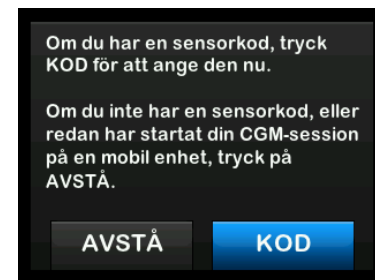 Om du har en sensorkod, tryck
KOD för att ange den nu.
Om du inte har en sensorkod, eller
redan har startat din CGM-session
på en mobil enhet, tryck på
AVSTÅ.
AVSTÅ KOD